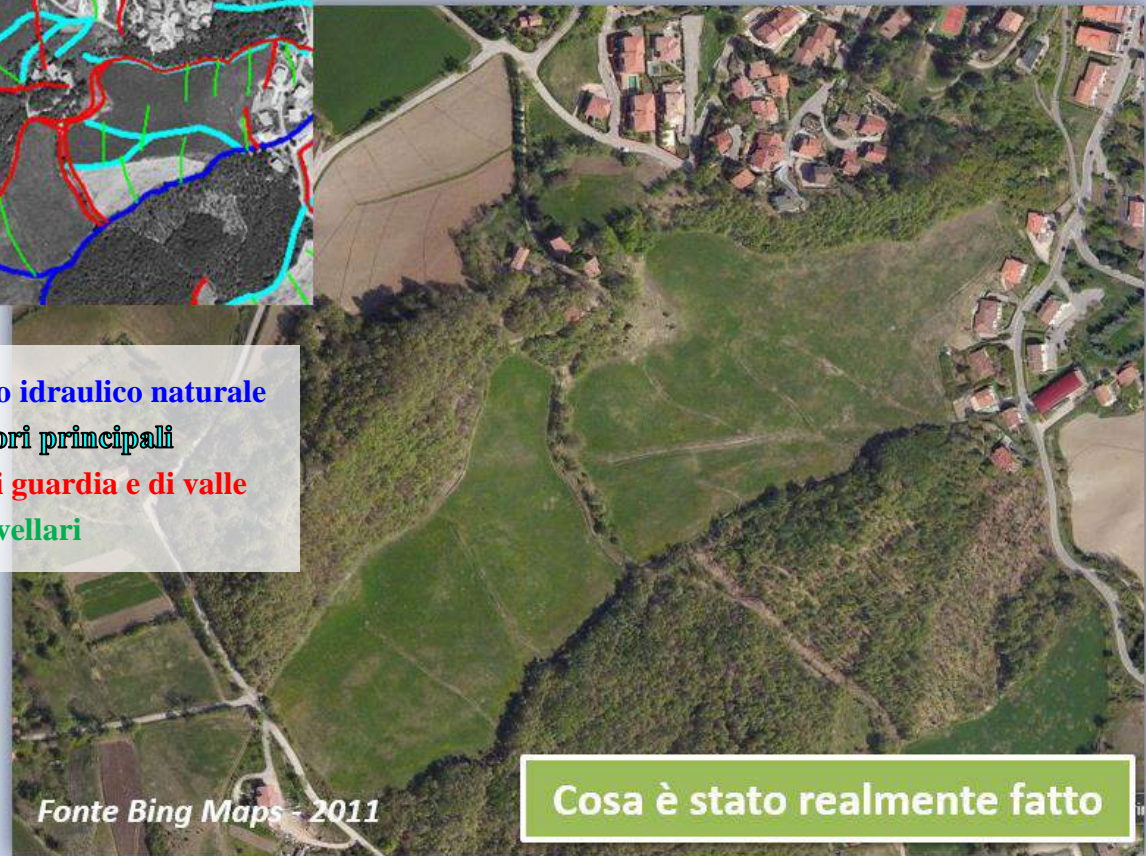 o idraulico naturale
ori principali
i guardia e di valle
vellari
Fonte Bing Maps - 2011
Cosa è stato realmente fatto